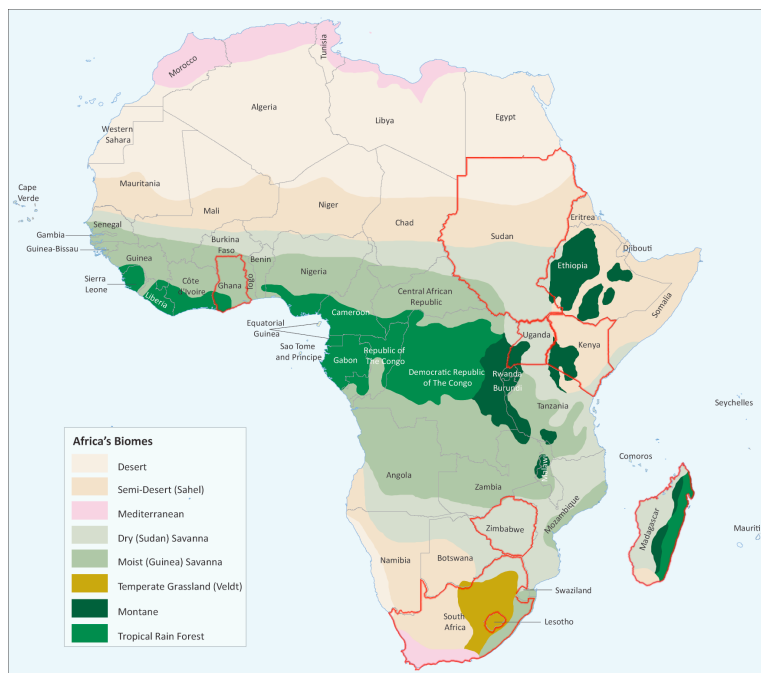 Morocco
Tunisia
Algeria
Libya
Egypt
Western
Sahara
Cape
Verde
Mauritania
Mali
Niger
Chad
Sudan
Eritrea
Senegal
Gambia
Guinea-Bissau
Guinea
Burkina
Faso
Benin
Djibouti
Sierra
Leone
Liberia
Côte
d'Ivoire
Ghana
Togo
Nigeria
Central African
Republic
Ethiopia
Somalia
Cameroon
Equatorial
Guinea
Sao Tome
and Principe
Gabon
Republic of
The Congo
Democratic Republic
of The Congo
Uganda
Kenya
Rwanda
Burundi
Tanzania
Seychelles
Comoros
Malawi
Angola
Zambia
Mozambique
Zimbabwe
Madagascar
Mauriti
Namibia
Botswana
Swaziland
South
Africa
Lesotho
Africa's Biomes
Desert
Semi-Desert (Sahel)
Mediterranean
Dry (Sudan) Savanna
Moist (Guinea) Savanna
Temperate Grassland (Veldt)
Montane
Tropical Rain Forest